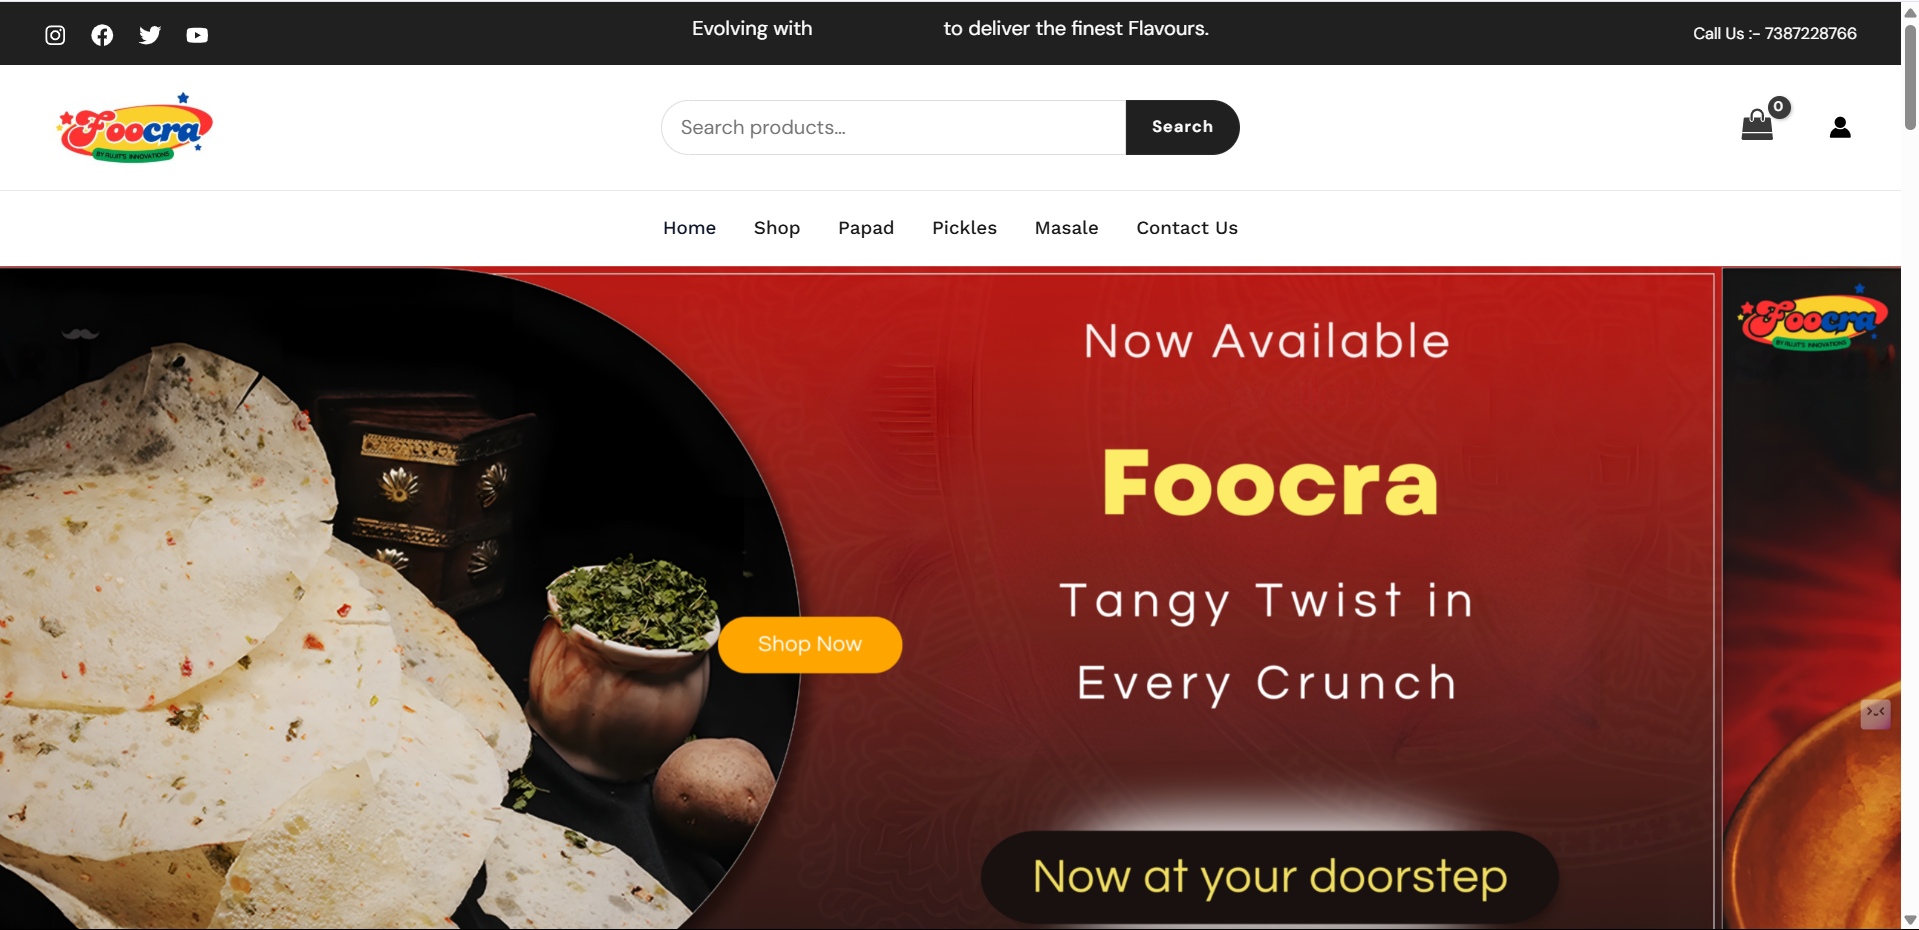 Evolving with to deliver the finest Flavours.
Call Us :- 7387228766
Foocra
BY RUJIT'S INNOVATIONS
Search products...
Search
0
Home Shop Papad Pickles Masale Contact Us
Now Available
Foocra
Tangy Twist in
Every Crunch
Shop Now
Now at your doorstep
Foocra
BY RUJIT'S INNOVATIONS